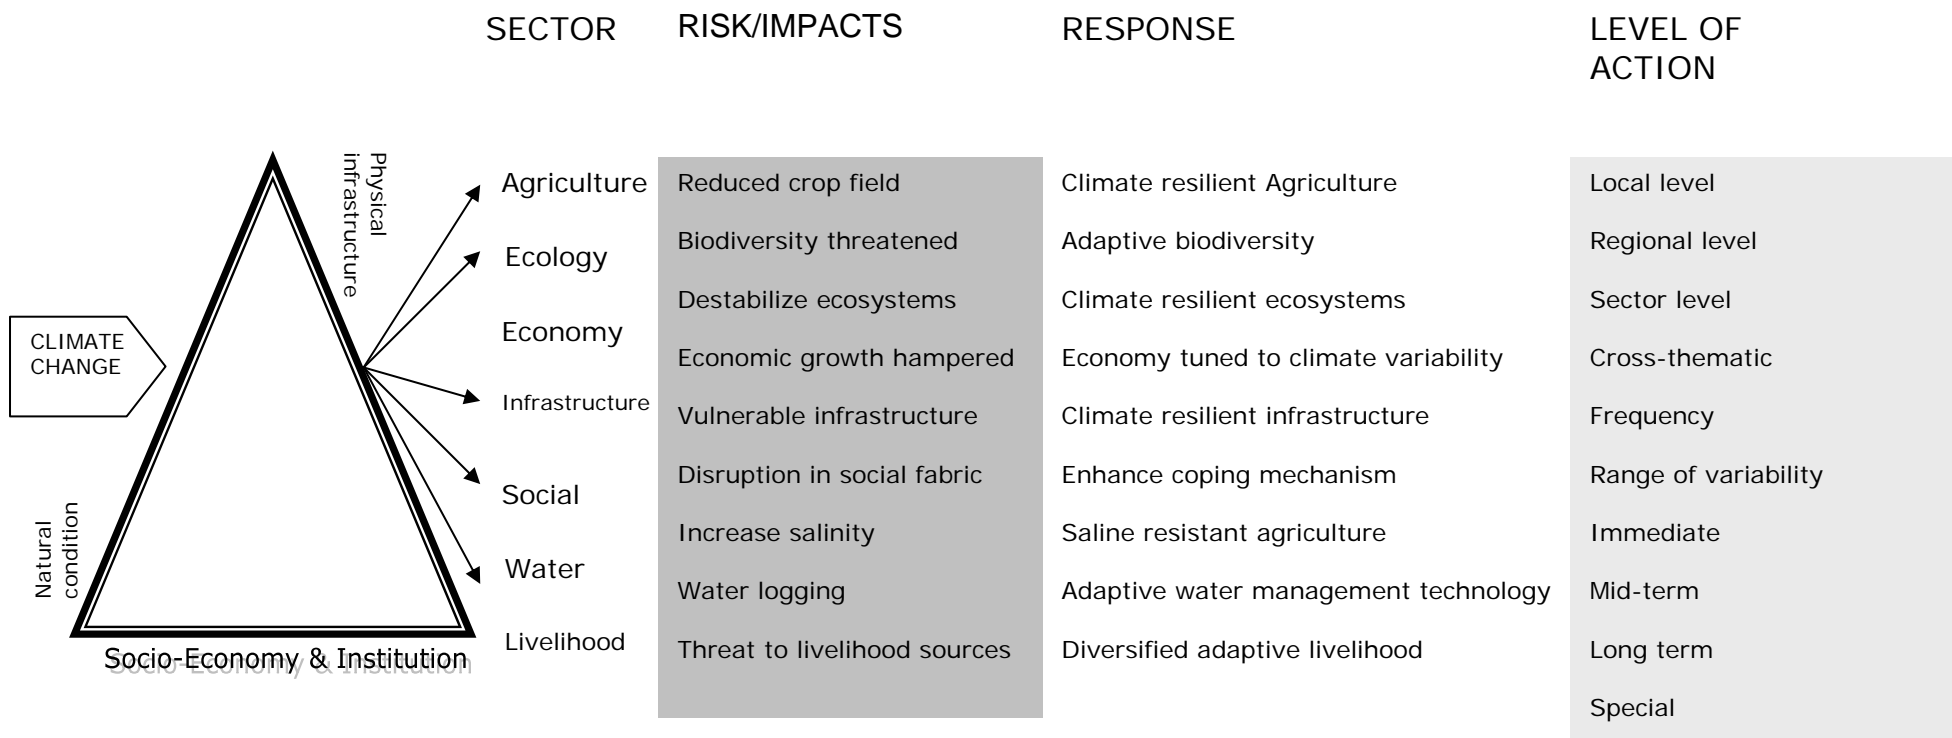 SECTOR
RISK/IMPACTS
RESPONSE
LEVEL OF
ACTION
CLIMATE
CHANGE
Natural
condition
Physical
infrastructure
Socio-Economy & Institution
Agriculture
Ecology
Economy
Infrastructure
Social
Water
Livelihood
Reduced crop field
Biodiversity threatened
Destabilize ecosystems
Economic growth hampered
Vulnerable infrastructure
Disruption in social fabric
Increase salinity
Water logging
Threat to livelihood sources
Climate resilient Agriculture
Adaptive biodiversity
Climate resilient ecosystems
Economy tuned to climate variability
Climate resilient infrastructure
Enhance coping mechanism
Saline resistant agriculture
Adaptive water management technology
Diversified adaptive livelihood
Local level
Regional level
Sector level
Cross-thematic
Frequency
Range of variability
Immediate
Mid-term
Long term
Special